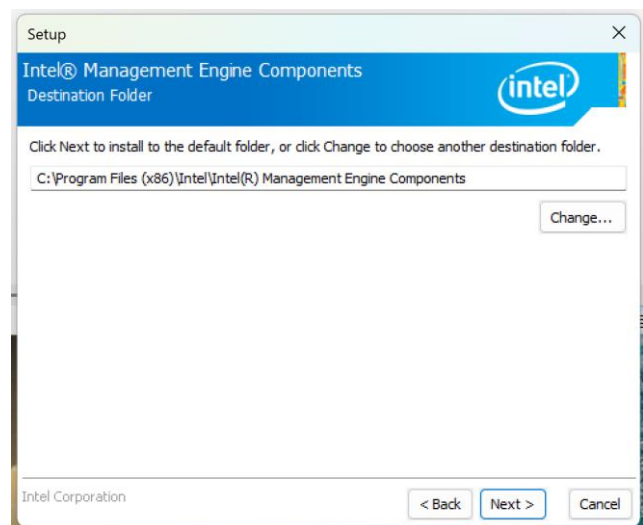 Setup
Intel® Management Engine Components
Destination Folder
intel
Click Next to install to the default folder, or click Change to choose another destination folder.
C:\Program Files (x86)\Intel\Intel(R) Management Engine Components
Change...
Intel Corporation
< Back Next > Cancel